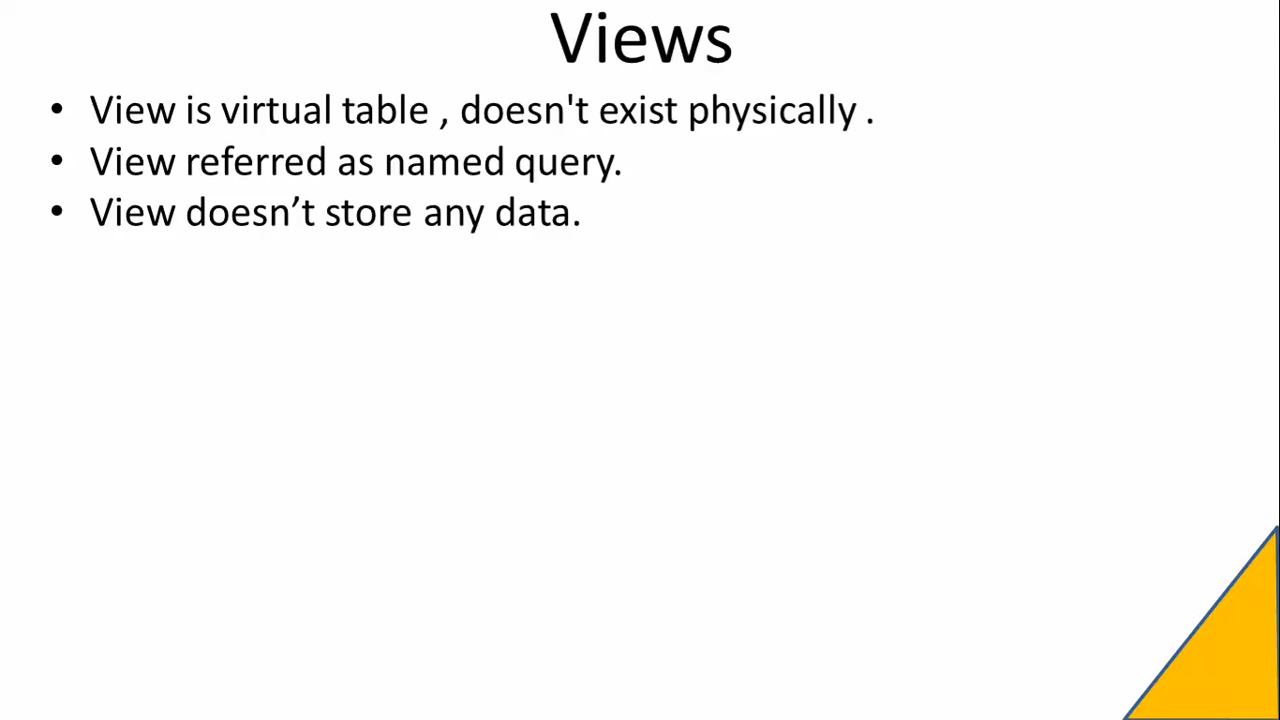 Views
• View is virtual table , doesn't exist physically .
• View referred as named query.
• View doesn’t store any data.